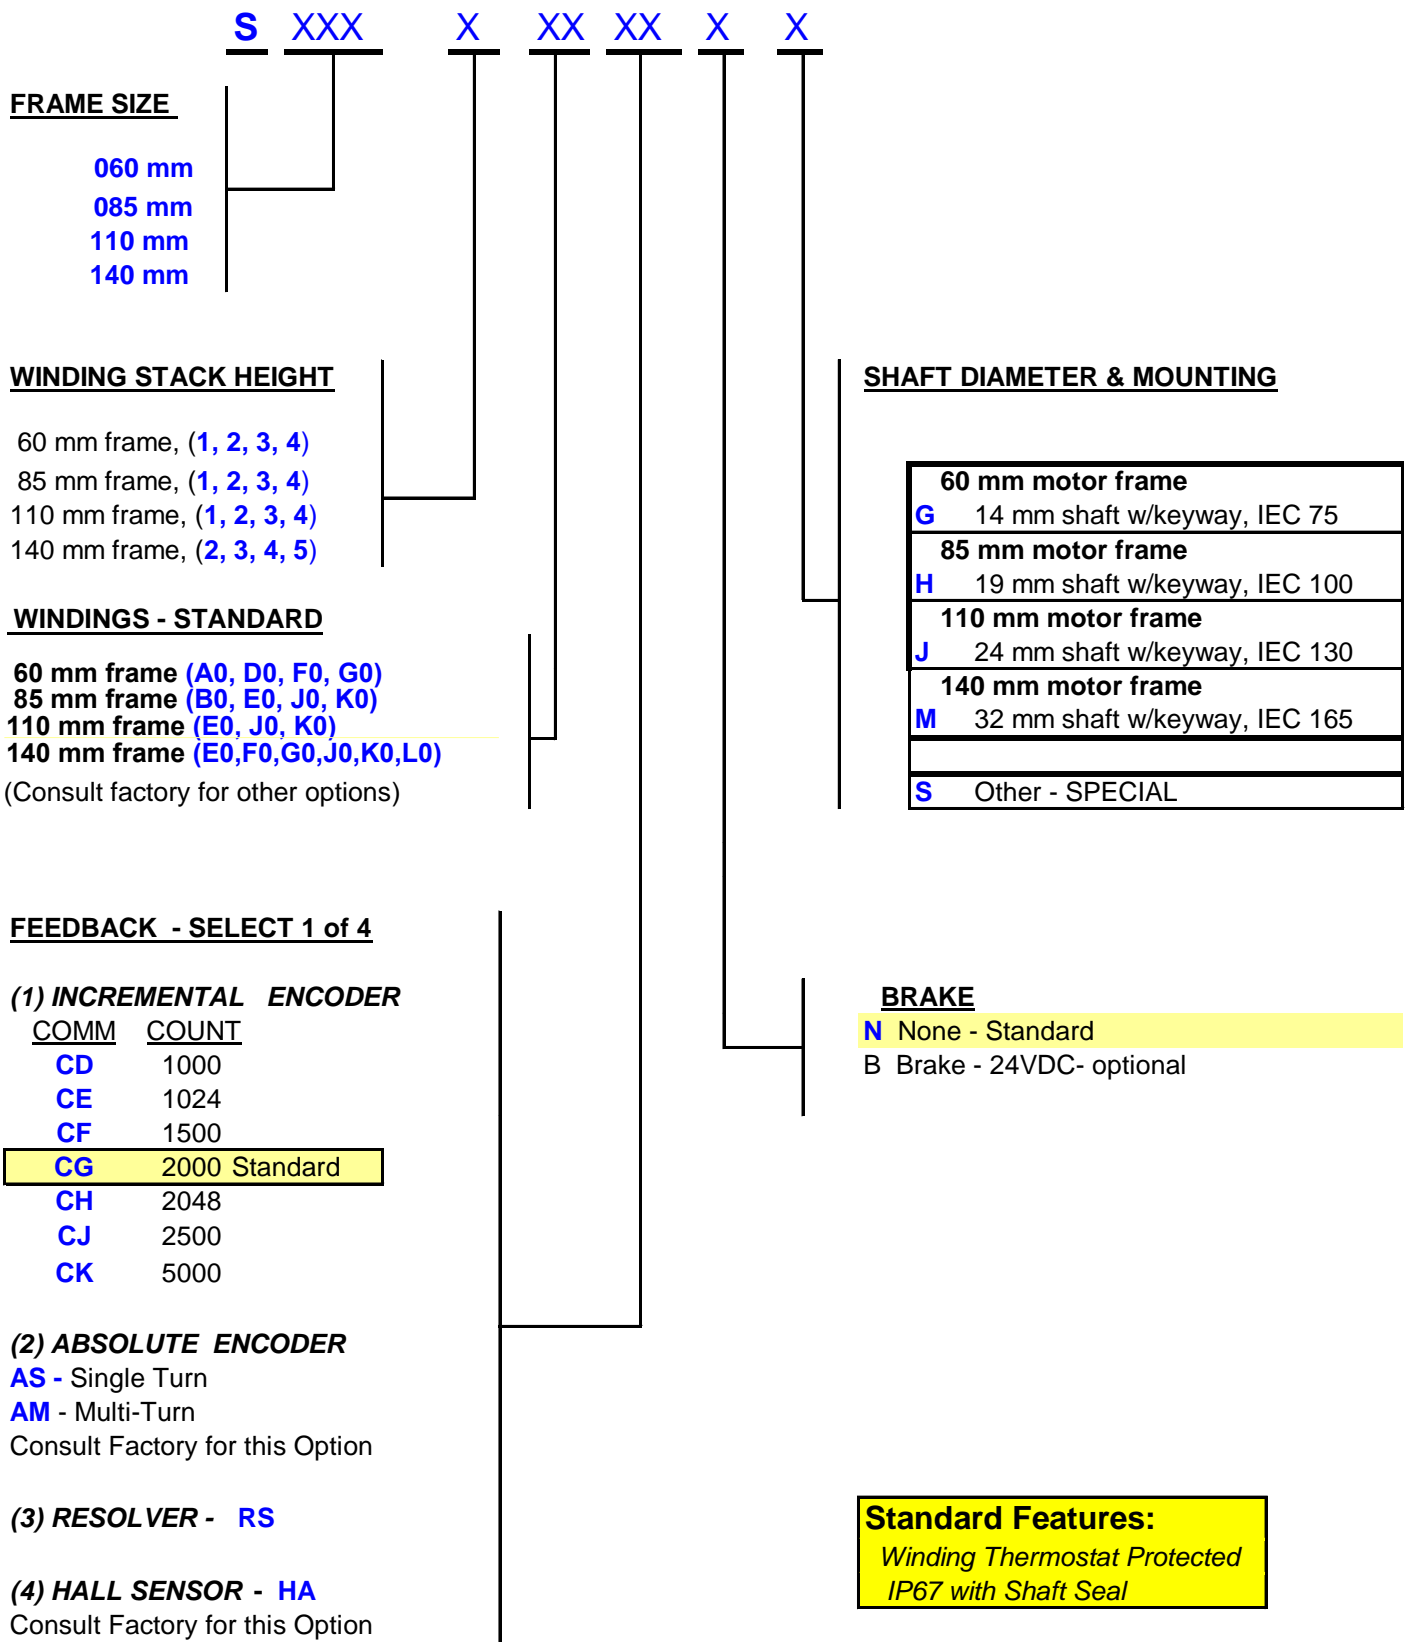 S XXX X XX XX X X
FRAME SIZE
060 mm
085 mm
110 mm
140 mm
WINDING STACK HEIGHT
60 mm frame, (1, 2, 3, 4)
85 mm frame, (1, 2, 3, 4)
110 mm frame, (1, 2, 3, 4)
140 mm frame, (2, 3, 4, 5)
WINDINGS - STANDARD
60 mm frame (A0, D0, F0, G0)
85 mm frame (B0, E0, J0, K0)
110 mm frame (E0, J0, K0)
140 mm frame (E0,F0,G0,J0,K0,L0)
(Consult factory for other options)
SHAFT DIAMETER & MOUNTING
60 mm motor frame
G 14 mm shaft w/keyway, IEC 75
85 mm motor frame
H 19 mm shaft w/keyway, IEC 100
110 mm motor frame
J 24 mm shaft w/keyway, IEC 130
140 mm motor frame
M 32 mm shaft w/keyway, IEC 165
S Other - SPECIAL
FEEDBACK - SELECT 1 of 4
(1) INCREMENTAL ENCODER
COMM COUNT
CD 1000
CE 1024
CF 1500
CG 2000 Standard
CH 2048
CJ 2500
CK 5000
(2) ABSOLUTE ENCODER
AS - Single Turn
AM - Multi-Turn
Consult Factory for this Option
(3) RESOLVER - RS
(4) HALL SENSOR - HA
Consult Factory for this Option
BRAKE
N None - Standard
B Brake - 24VDC- optional
Standard Features:
Winding Thermostat Protected
IP67 with Shaft Seal